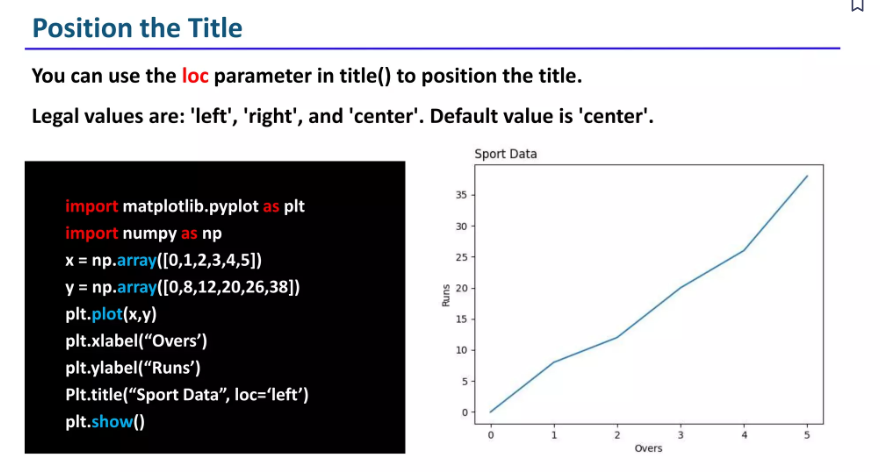 Position the Title
You can use the loc parameter in title() to position the title.
Legal values are: 'left', 'right', and 'center'. Default value is 'center'.
import matplotlib.pyplot as plt
import numpy as np
x = np.array([0,1,2,3,4,5])
y = np.array([0,8,12,20,26,38])
plt.plot(x,y)
plt.xlabel(“Overs’)
plt.ylabel(“Runs’)
Plt.title(“Sport Data”, loc=‘left’)
plt.show()
Sport Data
35
30
25
20
15
10
5
0
Runs
0 1 2 3 4 5
Overs